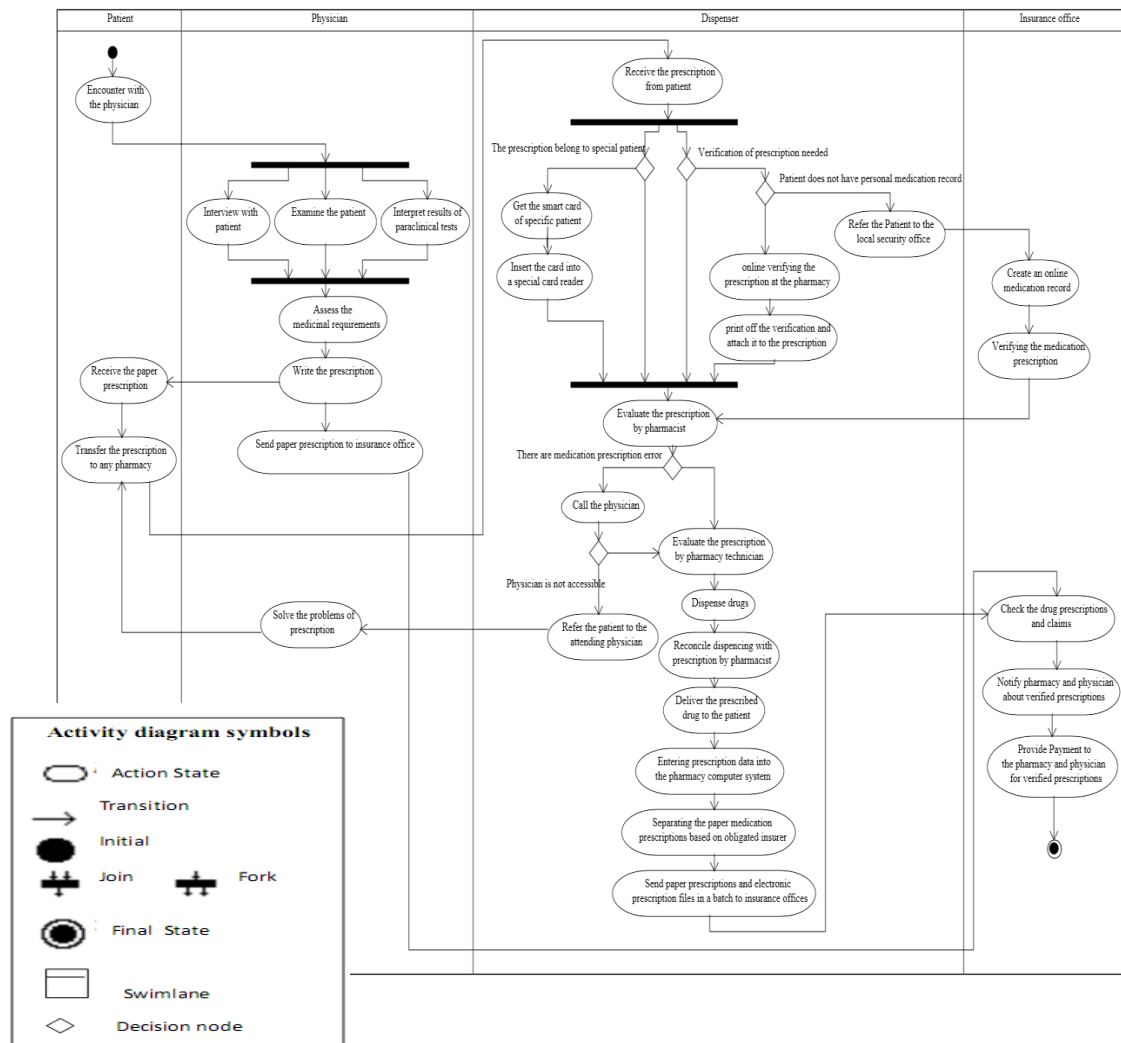 Patient
Physician
Dispenser
Insurance office
Encounter with
the physician
Interview with
patient
Examine the patient
Interpret results of
paraclinical tests
Assess the
medicinal requirements
Write the prescription
Receive the paper
prescription
Send paper prescription to insurance office
Transfer the prescription
to any pharmacy
Receive the prescription
from patient
The prescription belong to special patient
Verification of prescription needed
Patient does not have personal medication record
Get the smart card
of specific patient
Insert the card into
a special card reader
online verifying the
prescription at the pharmacy
print off the verification and
attach it to the prescription
Refer the Patient to the
local security office
Create an online
medication record
Verifying the medication
prescription
Evaluate the prescription
by pharmacist
There are medication prescription error
Call the physician
Evaluate the prescription
by pharmacy technician
Physician is not accessible
Refer the patient to the
attending physician
Solve the problems of
prescription
Dispense drugs
Reconcile dispencing with
prescription by pharmacist
Deliver the prescribed
drug to the patient
Entering prescription data into
the pharmacy computer system
Separating the paper medication
prescriptions based on obligated insurer
Send paper prescriptions and electronic
prescription files in a batch to insurance offices
Check the drug prescriptions
and claims
Notify pharmacy and physician
about verified prescriptions
Provide Payment to
the pharmacy and physician
for verified prescriptions
Activity diagram symbols
Action State
Transition
Initial
Join
Fork
Final State
Swimlane
Decision node